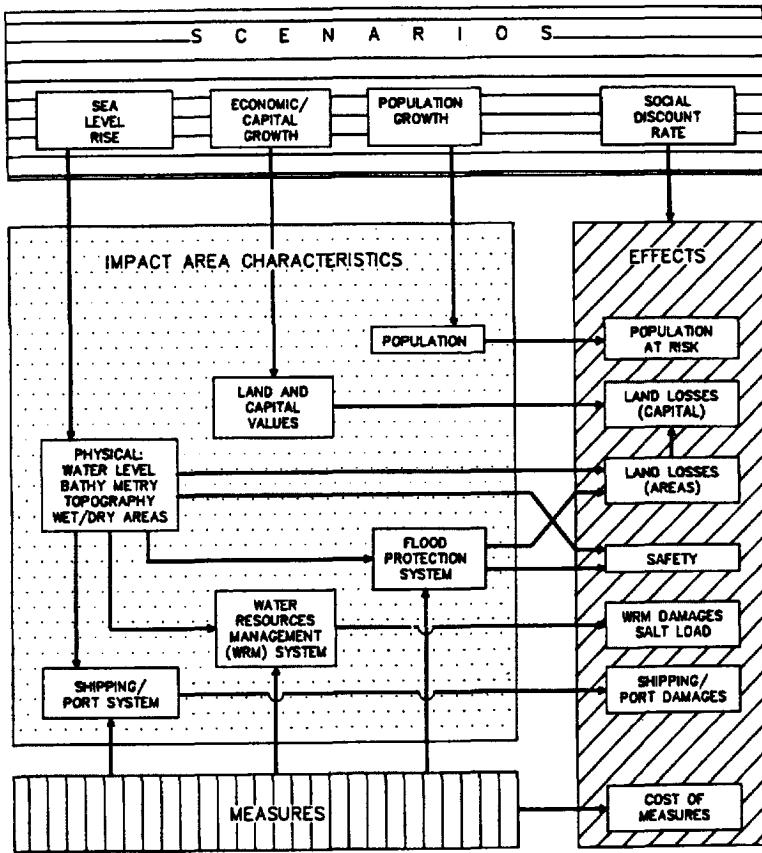 SCENARIOS
SEA
LEVEL
RISE
ECONOMIC/
CAPITAL
GROWTH
POPULATION
GROWTH
SOCIAL
DISCOUNT
RATE
IMPACT AREA CHARACTERISTICS
EFFECTS
POPULATION
POPULATION
AT RISK
LAND AND
CAPITAL
VALUES
LAND LOSSES
(CAPITAL)
PHYSICAL:
WATER LEVEL
BATHY METRY
TOPOGRAPHY
WET/DRY AREAS
LAND LOSSES
(AREAS)
FLOOD
PROTECTION
SYSTEM
SAFETY
WATER
RESOURCES
MANAGEMENT
(WRM) SYSTEM
WRM DAMAGES
SALT LOAD
SHIPPING/
PORT SYSTEM
SHIPPING/
PORT DAMAGES
MEASURES
COST OF
MEASURES